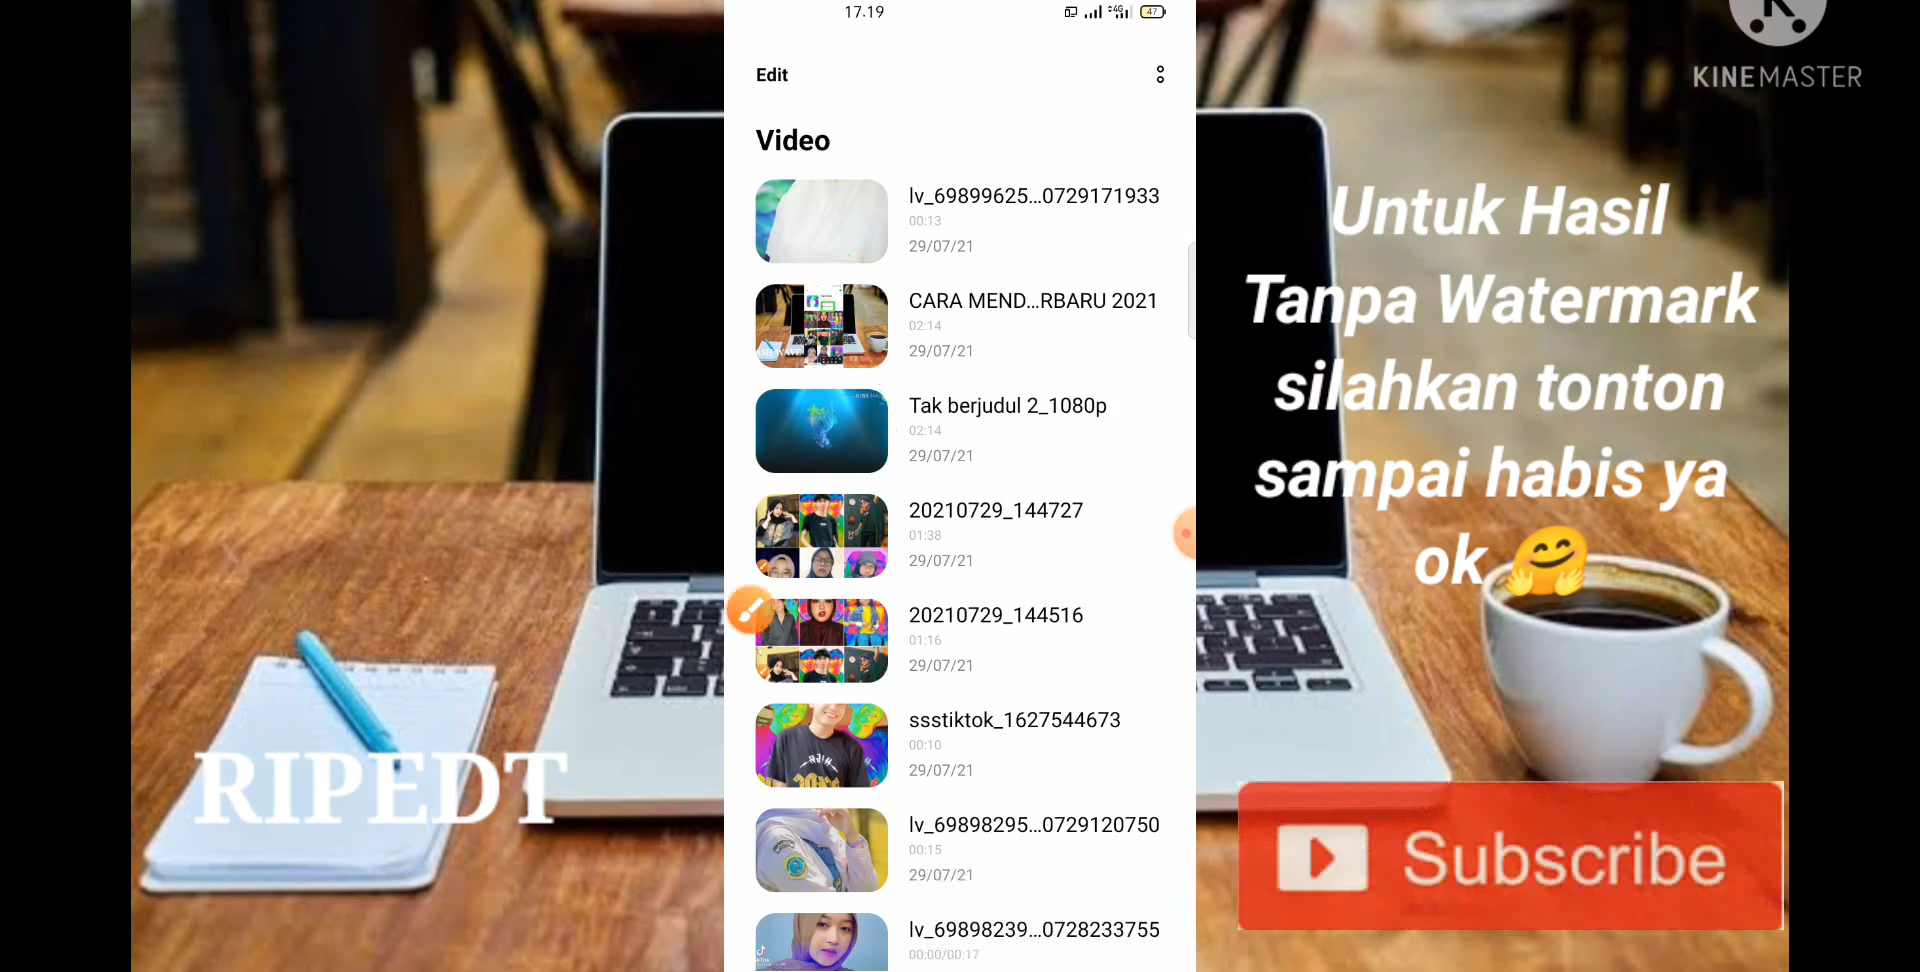 17.19
4G
47
Edit
Video
lv_69899625...0729171933
00:13
29/07/21
CARA MEND...RBARU 2021
02:14
29/07/21
Tak berjudul 2_1080p
02:14
29/07/21
20210729_144727
01:38
29/07/21
20210729_144516
01:16
29/07/21
ssstiktok_1627544673
00:10
29/07/21
lv_69898295...0729120750
00:15
29/07/21
lv_69898239...0728233755
00:00/00:17
RIPEDT
KINEMASTER
Untuk Hasil
Tanpa Watermark
silahkan tonton
sampai habis ya
ok 🤗
Subscribe